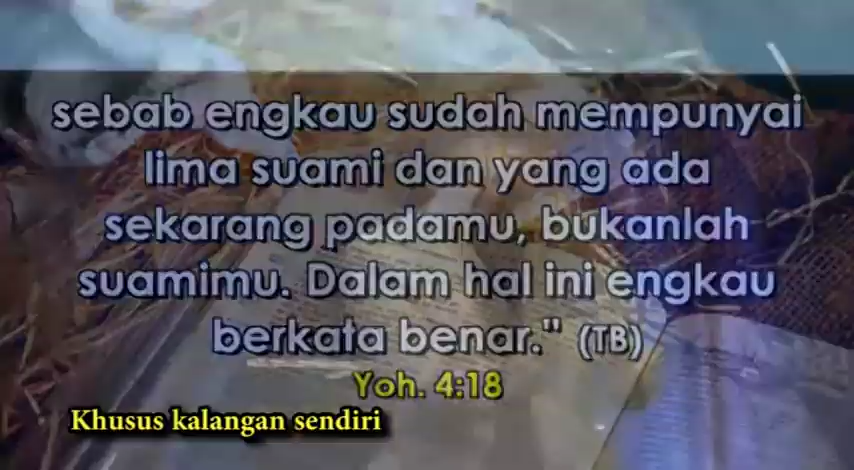 sebab engkau sudah mempunyai
lima suami dan yang ada
sekarang padamu, bukanlah
suamimu. Dalam hal ini engkau
berkata benar." (TB)
Yoh. 4:18
Khusus kalangan sendiri